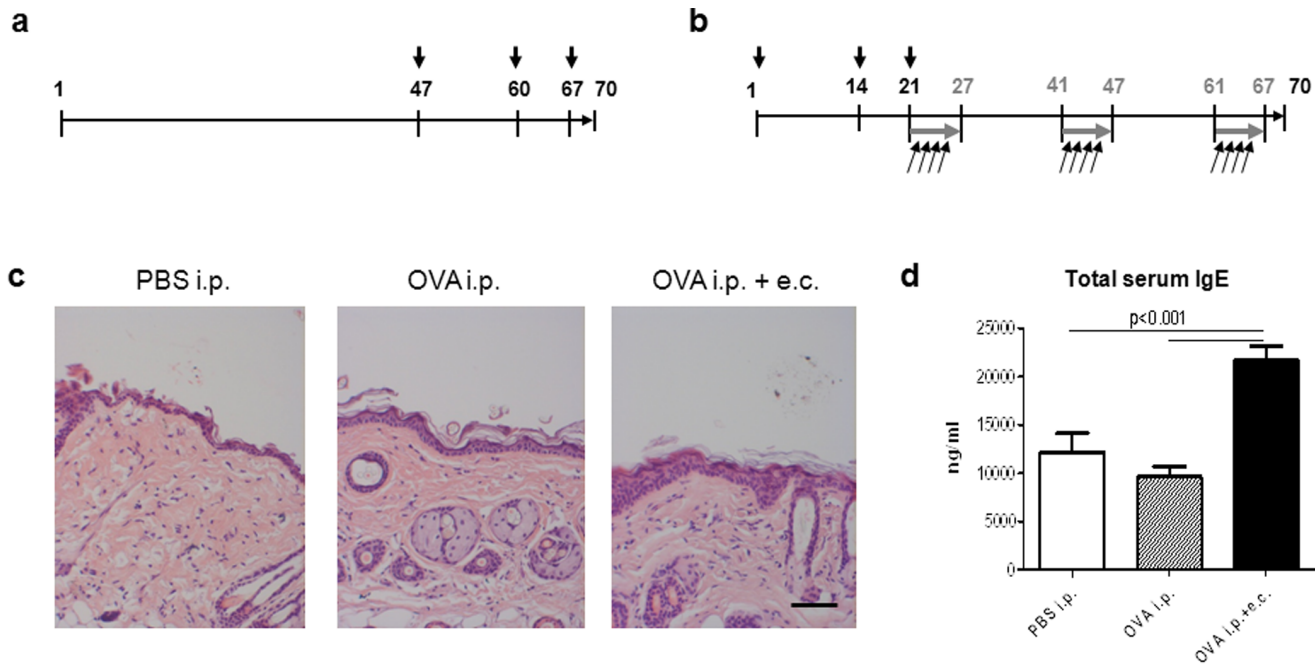 a
47 60 67 70
1
b
1 14 21 27 41 47 61 67 70
c
PBS i.p. OVA i.p. OVA i.p. + e.c.
d
Total serum IgE
p<0.001
25000
20000
15000
10000
5000
0
ng/ml
PBS i.p.
OVA i.p.
OVA i.p.+e.c.